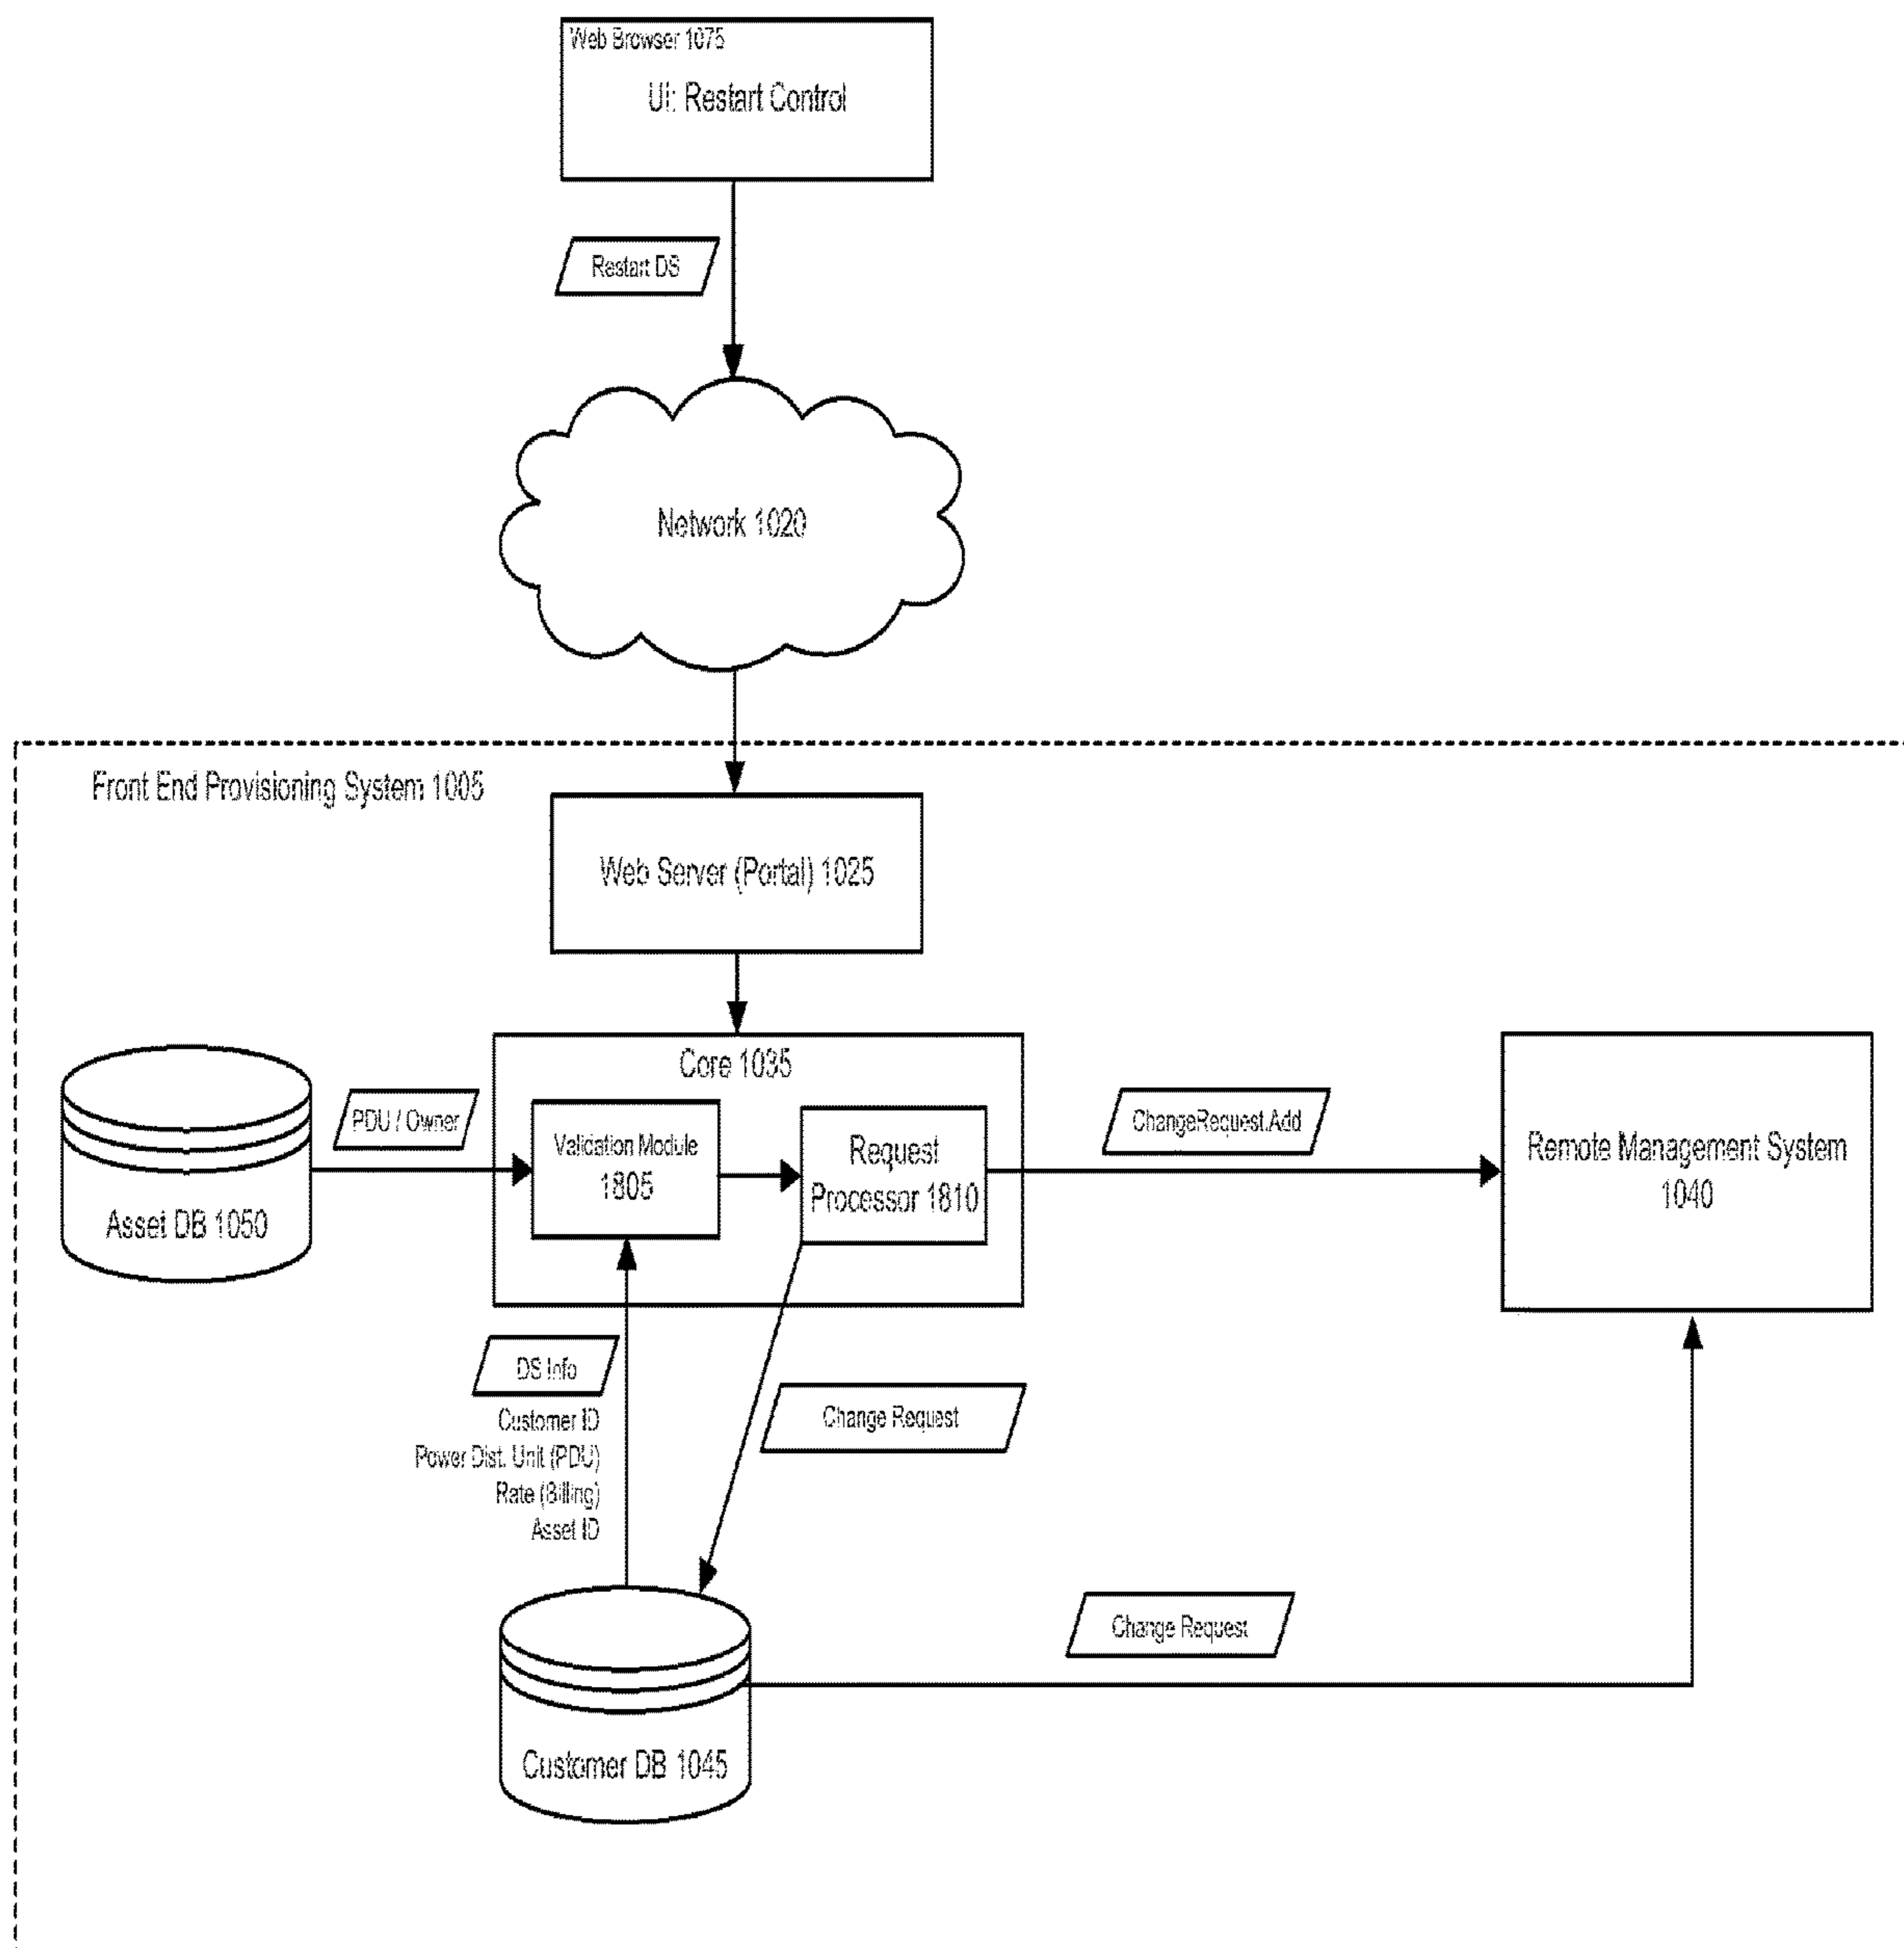 Web Browser 1075
UI: Restart Control
Restart DS
Network 1020
Front End Provisioning System 1005
Web Server (Portal) 1025
Core 1035
PDU / Owner
Validation Module
1805
Request
Processor 1810
ChangeRequest.Add
Remote Management System
1040
Asset DB 1050
DS Info
Customer ID
Power Dist. Unit (PDU)
Rate (Billing)
Asset ID
Change Request
Change Request
Customer DB 1045